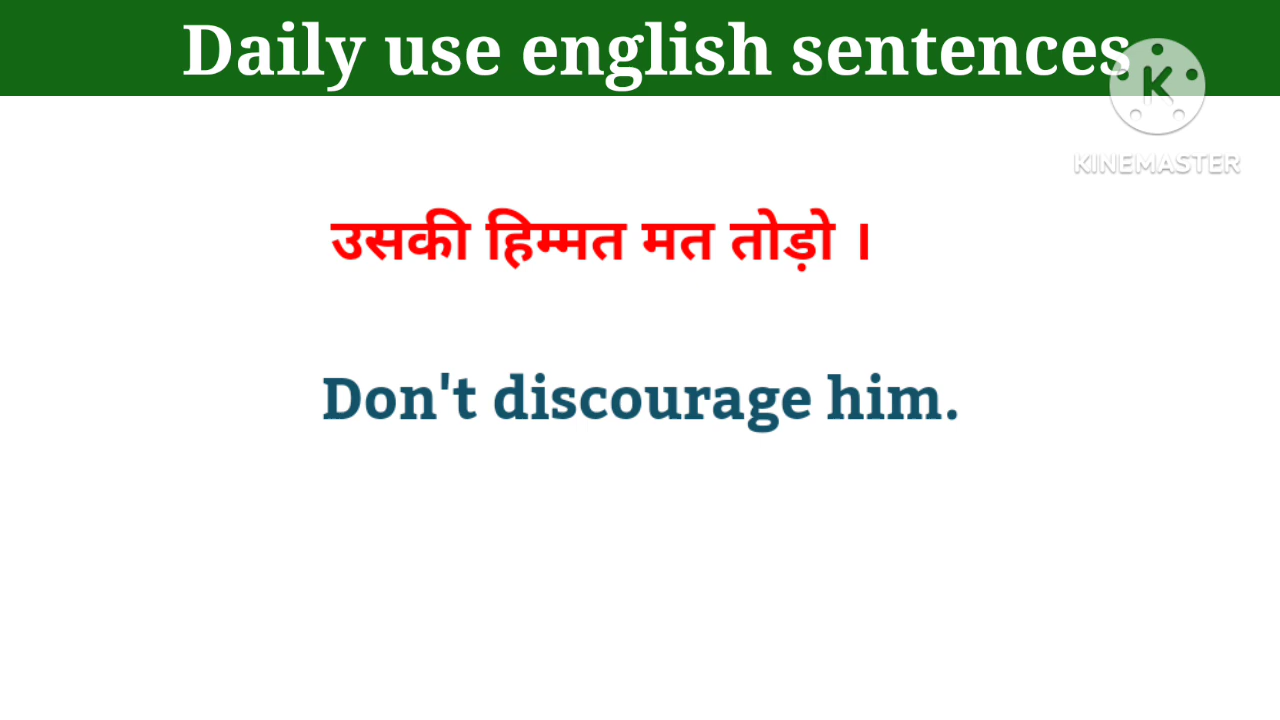 Daily use english sentences
K
KINEMASTER
उसकी हिम्मत मत तोड़ो ।
Don't discourage him.